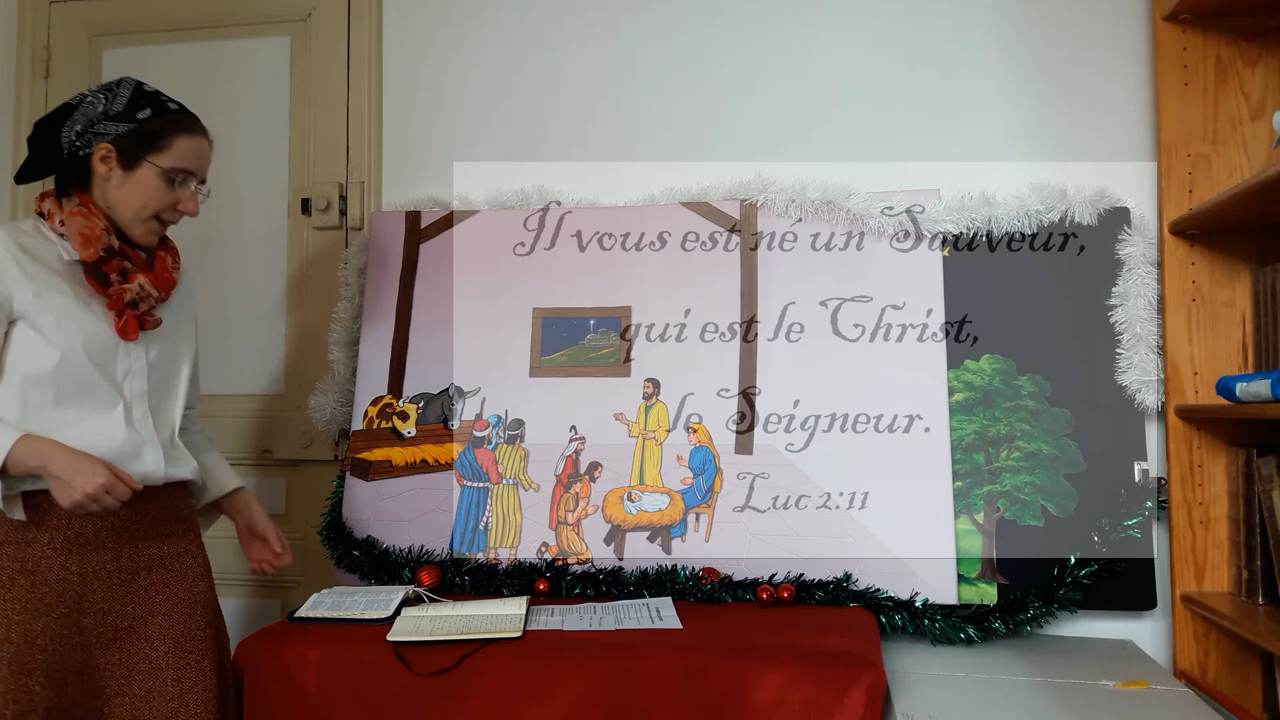 Il vous est né un Sauveur,
qui est le Christ,
le Seigneur.
Luc 2:11